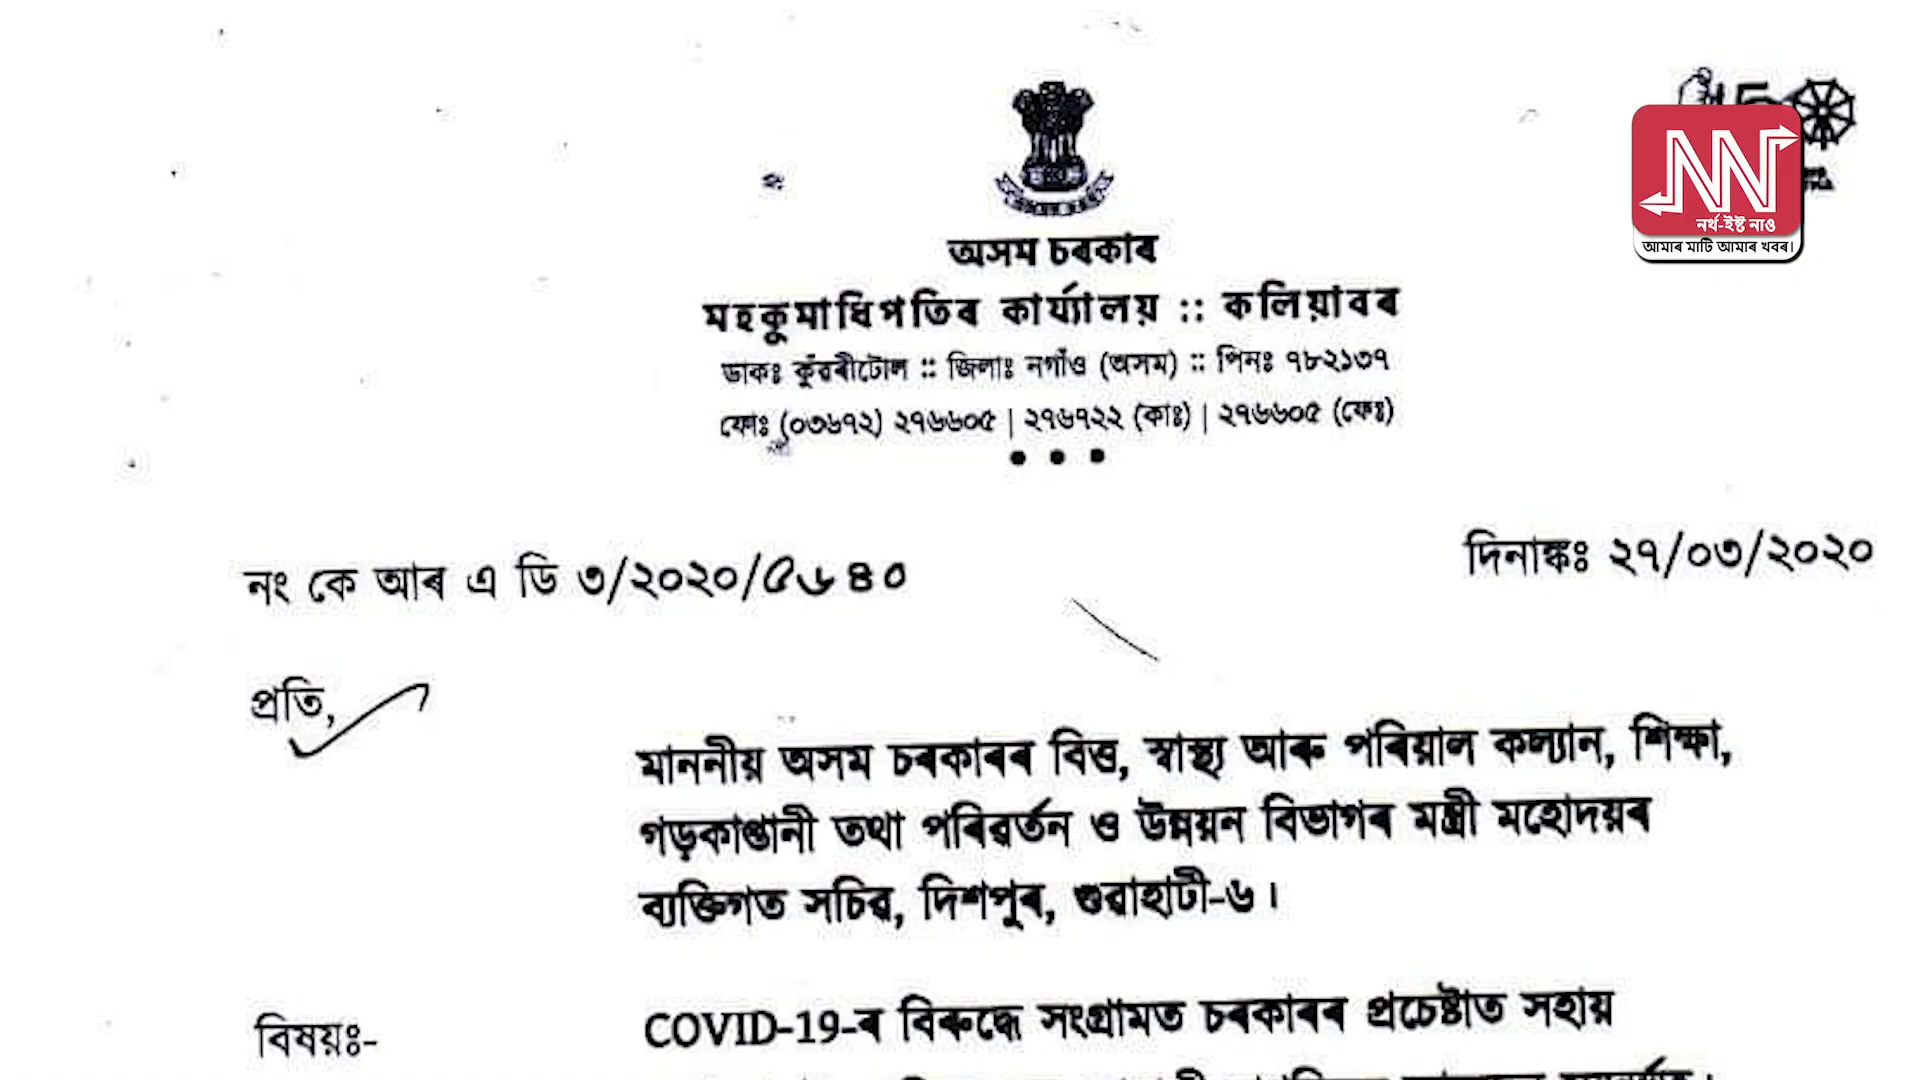 অসম চৰকাৰ
মহকুমাধিপতিৰ কাৰ্য্যালয় :: কলিয়াবৰ
ডাকঃ কুঁৱৰীটোল :: জিলাঃ নগাঁও (অসম) :: পিনঃ ৭৮২১৩৭
ফোঃ (০৩৬৭২) ২৭৬৬০৫ | ২৭৬৭২২ (কাঃ) | ২৭৬৬০৫ (ফেঃ)
নৰ্থ-ইষ্ট নাও
আমাৰ মাটি আমাৰ খবৰ।
নং কে আৰ এ ডি ৩/২০২০/৫৬৪০
দিনাঙ্কঃ ২৭/০৩/২০২০
প্ৰতি,
মাননীয় অসম চৰকাৰৰ বিত্ত, স্বাস্থ্য আৰু পৰিয়াল কল্যান, শিক্ষা,
গড়কাপ্তানী তথা পৰিৱৰ্তন ও উন্নয়ন বিভাগৰ মন্ত্ৰী মহোদয়ৰ
ব্যক্তিগত সচিৱ, দিশপুৰ, গুৱাহাটী-৬।
বিষয়ঃ-
COVID-19-ৰ বিৰুদ্ধে সংগ্ৰামত চৰকাৰৰ প্ৰচেষ্টাত সহায়